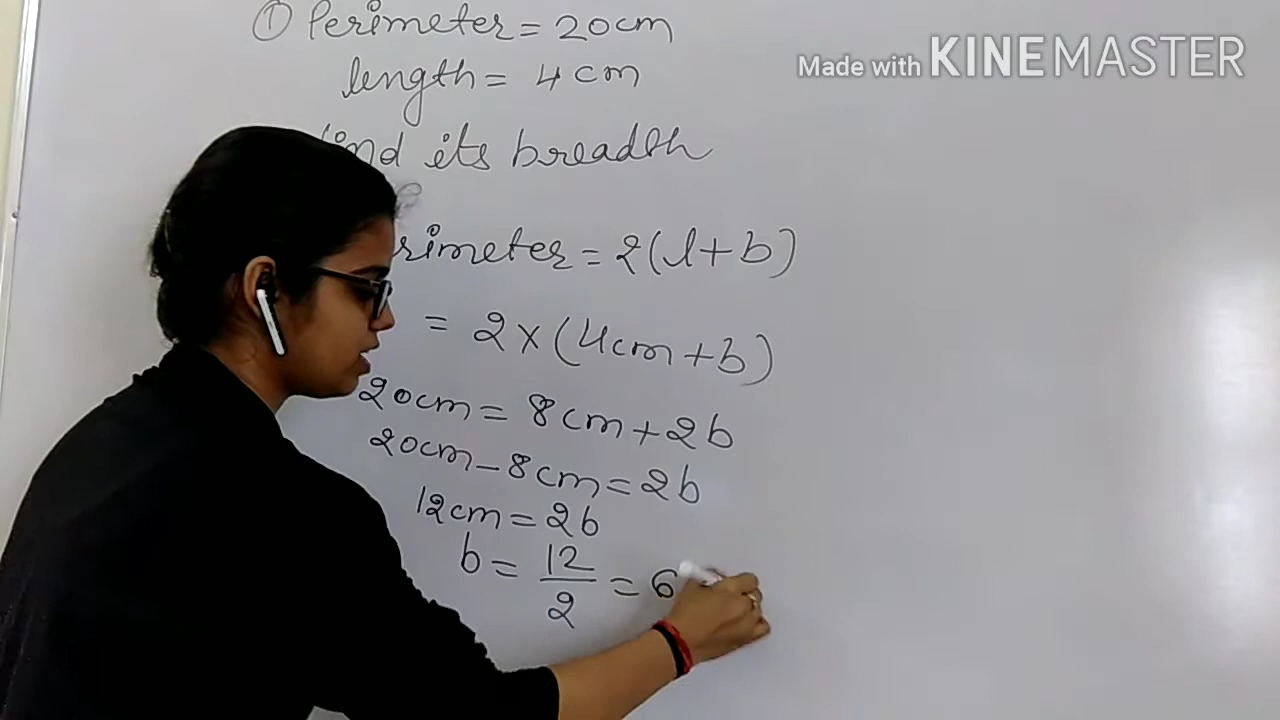 ① Perimeter = 20cm
Made with KINEMASTER
length = 4cm
find its breadth
= 2(l+b)
= 2×(4cm+b)
20cm = 8cm+2b
20cm-8cm=2b
12cm=2b
b = 12/2 = 6